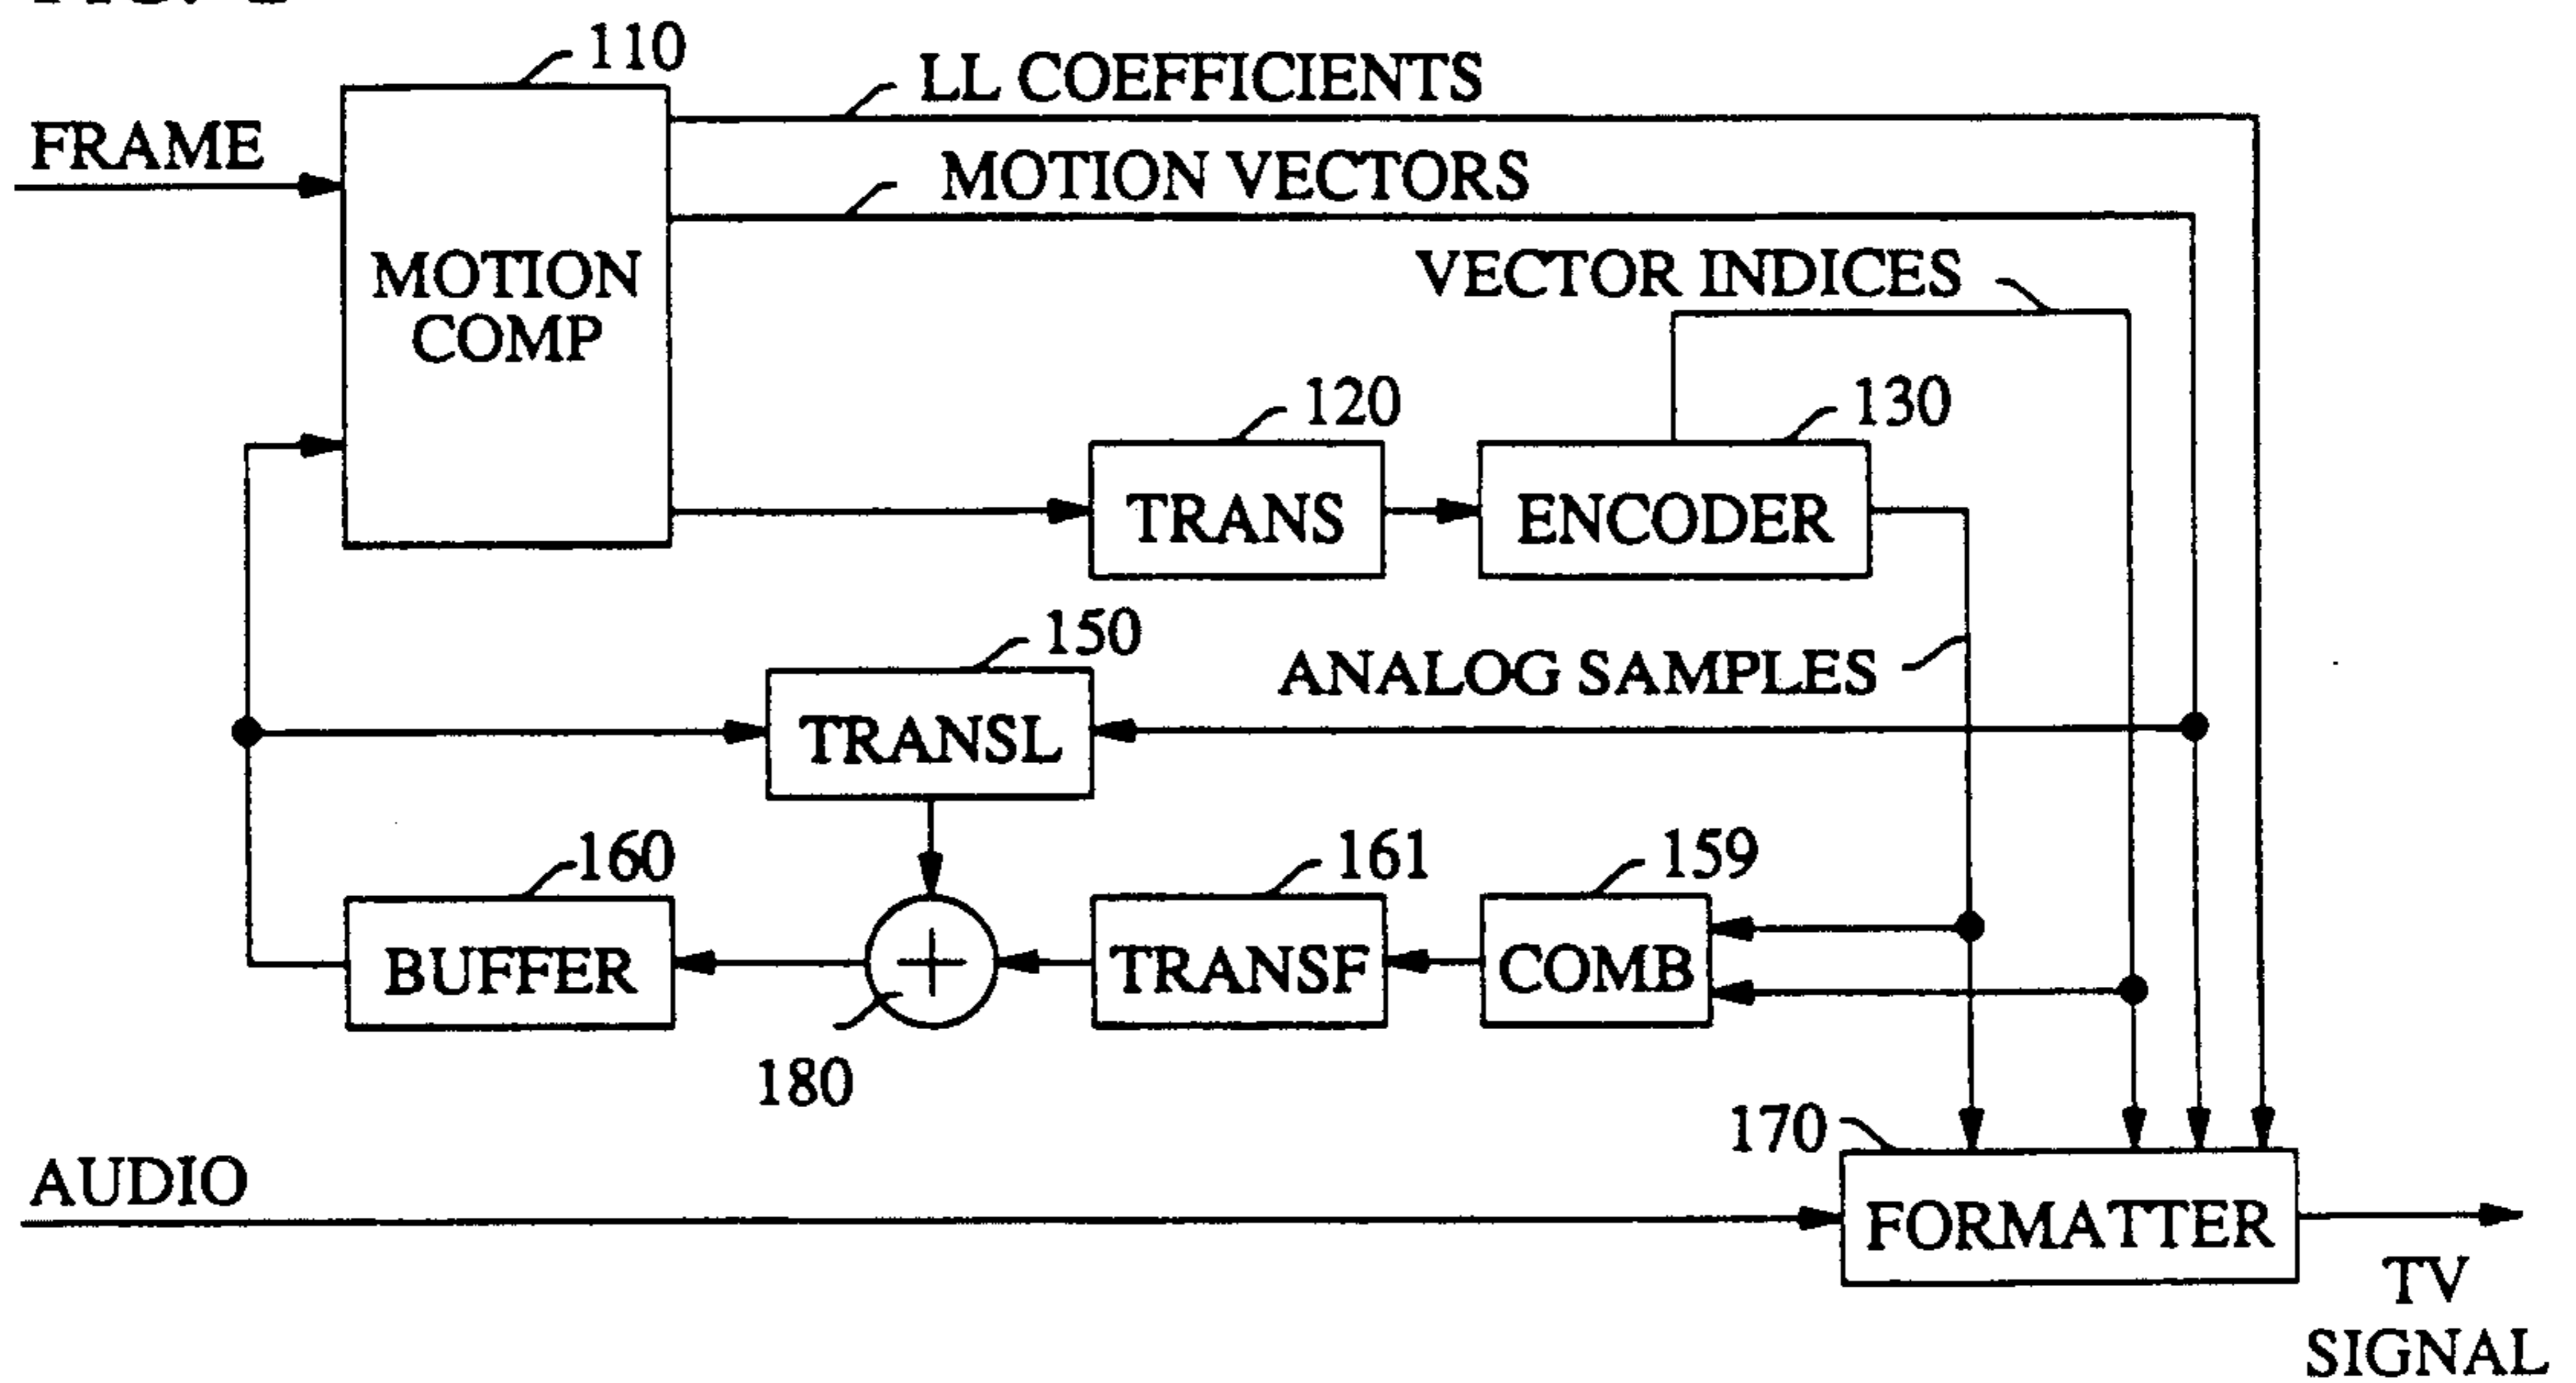 110
LL COEFFICIENTS
FRAME
MOTION VECTORS
MOTION
COMP
VECTOR INDICES
120
130
TRANS
ENCODER
150
ANALOG SAMPLES
TRANSL
160
161
159
BUFFER
TRANSF
COMB
180
170
AUDIO
FORMATTER
TV
SIGNAL